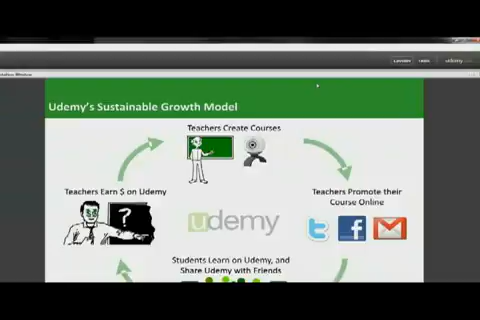 udemy
Udemy's Sustainable Growth Model
Teachers Create Courses
Teachers Earn $ on Udemy
?
Teachers Promote their
Course Online
udemy
f
Students Learn on Udemy, and
Share Udemy with Friends